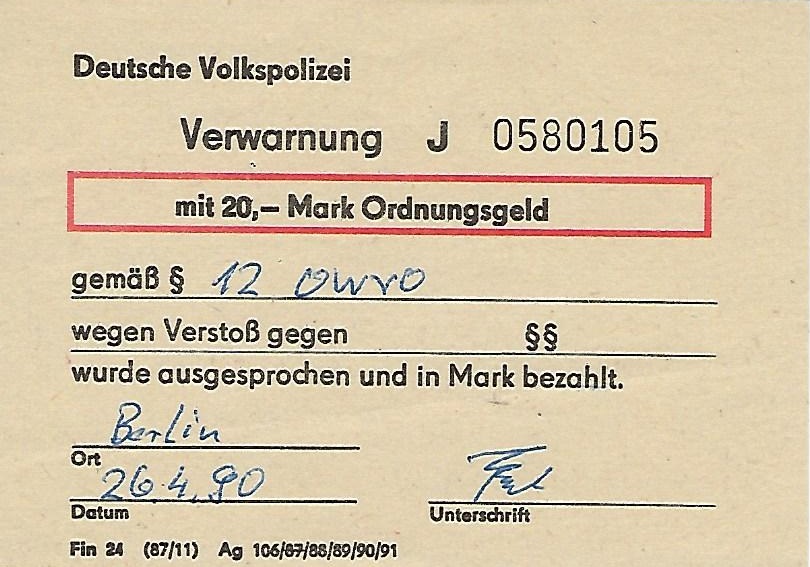 Deutsche Volkspolizei
Verwarnung J 0580105
mit 20,– Mark Ordnungsgeld
gemäß § 12 OWVO
wegen Verstoß gegen §§
wurde ausgesprochen und in Mark bezahlt.
Berlin
Ort
26.4.90
Datum Unterschrift
Fin 24 (87/11) Ag 106/87/88/89/90/91